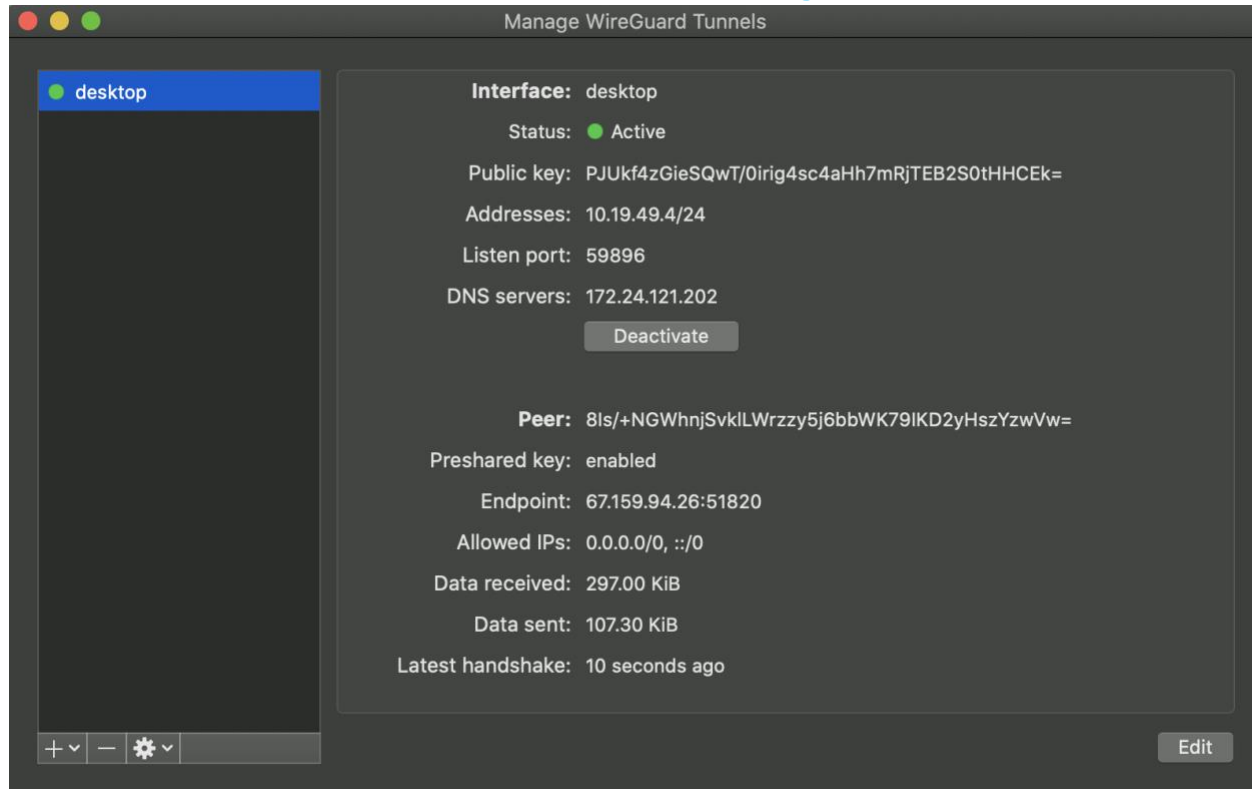 Manage WireGuard Tunnels
desktop
Interface: desktop
Status: Active
Public key: PJUkf4zGieSQwT/0irig4sc4aHh7mRjTEB2S0tHHCEk=
Addresses: 10.19.49.4/24
Listen port: 59896
DNS servers: 172.24.121.202
Deactivate
Peer: 8Is/+NGWhnjSvklLWrzzy5j6bbWK79lKD2yHszYzwVw=
Preshared key: enabled
Endpoint: 67.159.94.26:51820
Allowed IPs: 0.0.0.0/0, ::/0
Data received: 297.00 KiB
Data sent: 107.30 KiB
Latest handshake: 10 seconds ago
Edit